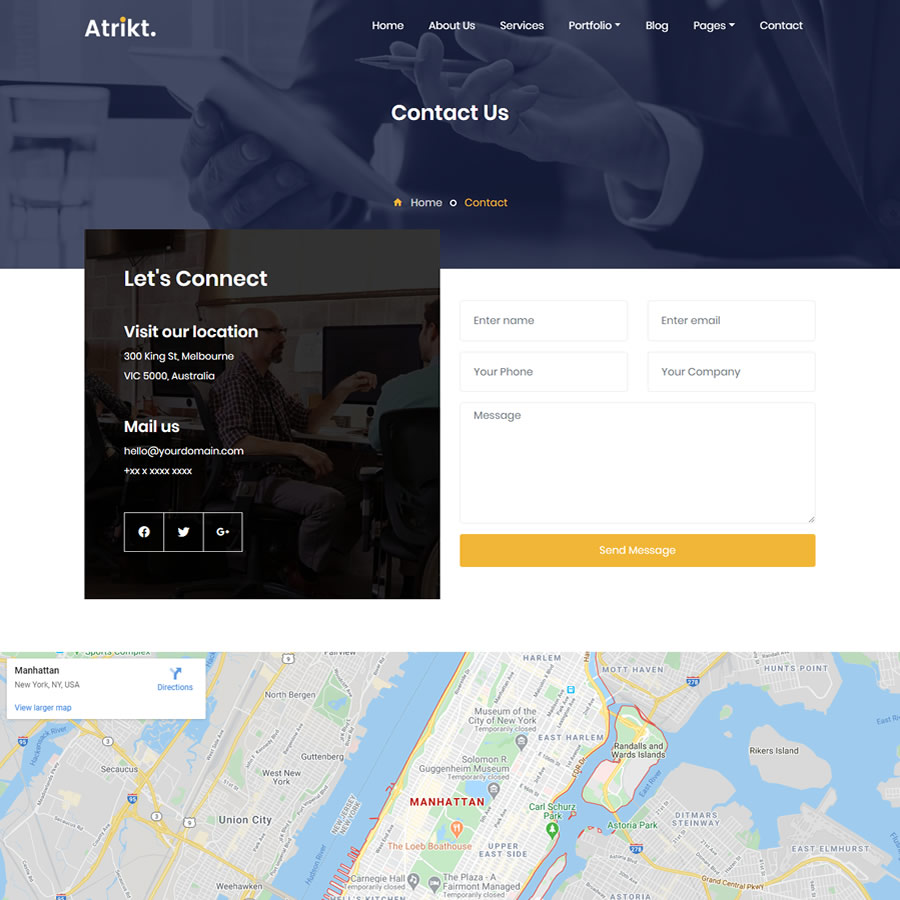 Atrikt.
Home About Us Services Portfolio Blog Pages Contact
Contact Us
Home Contact
Let's Connect
Visit our location
300 King St, Melbourne
VIC 5000, Australia
Mail us
hello@yourdomain.com
+xx x xxxx xxxx
Enter name
Enter email
Your Phone
Your Company
Message
Send Message
Manhattan
New York, NY, USA
Directions
View larger map
Sports Complex
Fairview
HARLEM
MOTT HAVEN
HUNTS POINT
North Bergen
Museum of the
City of New York
Temporarily closed
EAST HARLEM
Randalls and
Wards Islands
Rikers Island
Hackensack River
Secaucus
Guttenberg
West New
York
Solomon R
Guggenheim Museum
Temporarily closed
East River
MANHATTAN
Carl Schurz
Park
Astoria Park
DITMARS
STEINWAY
Union City
NEW JERSEY
NEW YORK
The Loeb Boathouse
UPPER
EAST SIDE
EAST ELMHURST
Hudson River
Weehawken
Carnegie Hall
Temporarily closed
The Plaza - A
Fairmont Managed
Grand Central Pkwy
HELL'S KITCHEN
ASTORIA